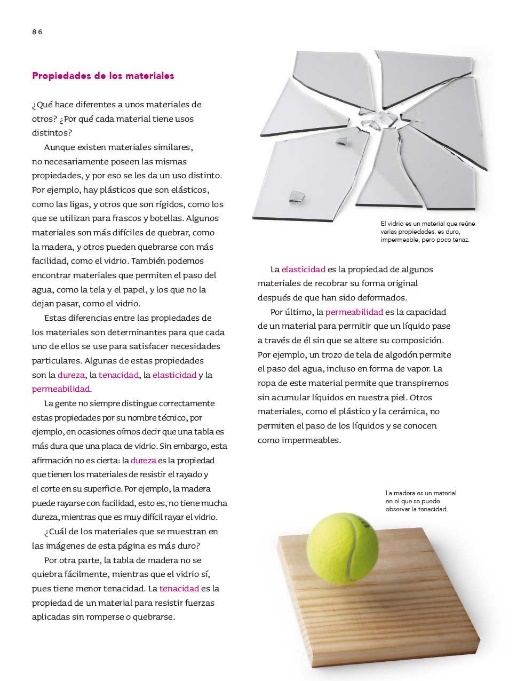 86
Propiedades de los materiales
¿Qué hace diferentes a unos materiales de
otros? ¿Por qué cada material tiene usos
distintos?
Aunque existen materiales similares,
no necesariamente poseen las mismas
propiedades, y por eso se les da un uso distinto.
Por ejemplo, hay plásticos que son elásticos,
como las ligas, y otros que son rígidos, como los
que se utilizan para frascos y botellas. Algunos
materiales son más difíciles de quebrar, como
la madera, y otros pueden quebrarse con más
facilidad, como el vidrio. También podemos
encontrar materiales que permiten el paso del
agua, como la tela y el papel, y los que no la
dejan pasar, como el vidrio.
Estas diferencias entre las propiedades de
los materiales son determinantes para que cada
uno de ellos se use para satisfacer necesidades
particulares. Algunas de estas propiedades
son la dureza, la tenacidad, la elasticidad y la
permeabilidad.
La gente no siempre distingue correctamente
estas propiedades por su nombre técnico, por
ejemplo, en ocasiones oímos decir que una tabla es
más dura que una placa de vidrio. Sin embargo, esta
afirmación no es cierta: la dureza es la propiedad
que tienen los materiales de resistir el rayado y
el corte en su superficie. Por ejemplo, la madera
puede rayarse con facilidad, esto es, no tiene mucha
dureza, mientras que es muy difícil rayar el vidrio.
¿Cuál de los materiales que se muestran en
las imágenes de esta página es más duro?
Por otra parte, la tabla de madera no se
quiebra fácilmente, mientras que el vidrio sí,
pues tiene menor tenacidad. La tenacidad es la
propiedad de un material para resistir fuerzas
aplicadas sin romperse o quebrarse.
El vidrio es un material que reúne
varias propiedades: es duro,
impermeable, pero poco tenaz.
La elasticidad es la propiedad de algunos
materiales de recobrar su forma original
después de que han sido deformados.
Por último, la permeabilidad es la capacidad
de un material para permitir que un líquido pase
a través de él sin que se altere su composición.
Por ejemplo, un trozo de tela de algodón permite
el paso del agua, incluso en forma de vapor. La
ropa de este material permite que transpiremos
sin acumular líquidos en nuestra piel. Otros
materiales, como el plástico y la cerámica, no
permiten el paso de los líquidos y se conocen
como impermeables.
La madera es un material
en el que se puede
observar la tenacidad.